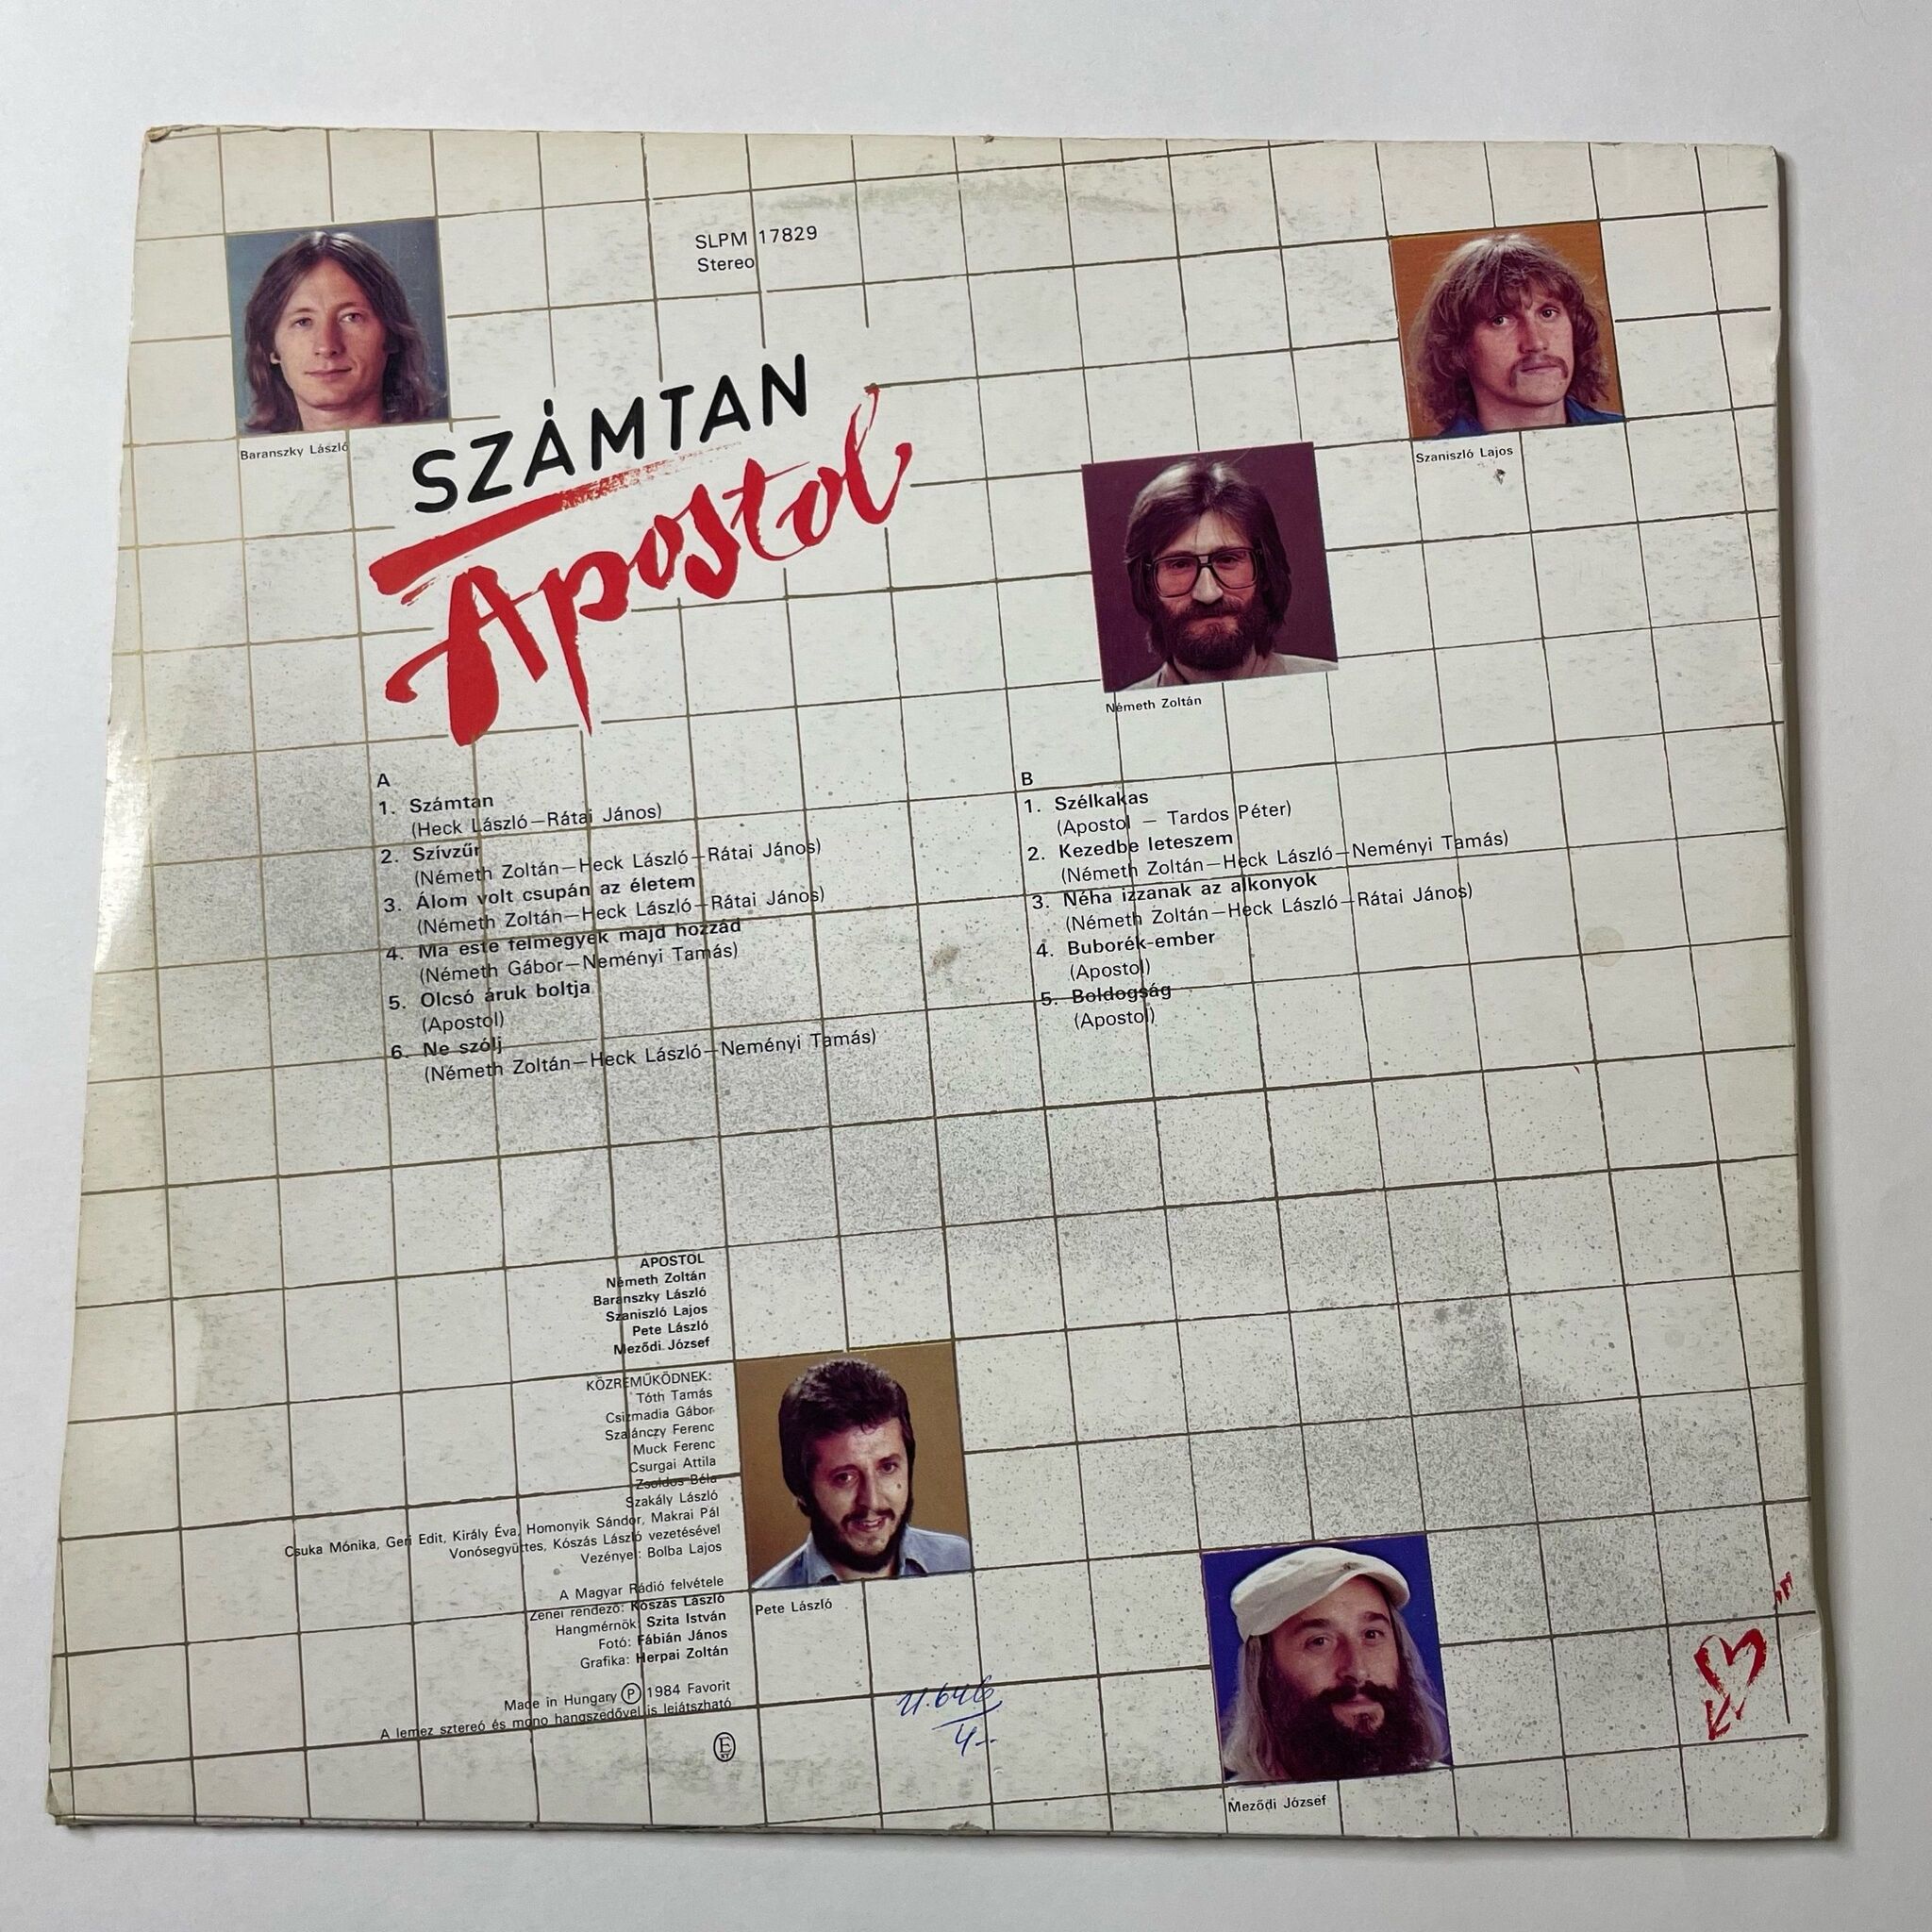 SLPM 17829
Stereo
Baranszky László
Szaniszló Lajos
SZÁMTAN
Apostol
Németh Zoltán
A
1. Számtan
(Heck László–Rátai János)
2. Szívzűr
(Németh Zoltán–Heck László–Rátai János)
3. Álom volt csupán az életem
(Németh Zoltán–Heck László–Rátai János)
4. Ma este felmegyek majd hozzád
(Németh Gábor–Neményi Tamás)
5. Olcsó áruk boltja
(Apostol)
6. Ne szólj
(Németh Zoltán–Heck László–Neményi Tamás)
B
1. Szélkakas
(Apostol – Tardos Péter)
2. Kezedbe leteszem
(Németh Zoltán–Heck László–Neményi Tamás)
3. Néha izzanak az alkonyok
(Németh Zoltán–Heck László–Rátai János)
4. Buborék-ember
(Apostol)
5. Boldogság
(Apostol)
APOSTOL
Németh Zoltán
Baranszky László
Szaniszló Lajos
Pete László
Meződi József
KÖZREMŰKÖDNEK:
Tóth Tamás
Csizmadia Gábor
Szalánczy Ferenc
Muck Ferenc
Csurgai Attila
Zsoldos Béla
Szakály László
Csuka Mónika, Geri Edit, Király Éva, Homonyik Sándor, Makrai Pál
Vonósegyüttes, Kószás László vezetésével
Vezényel: Bolba Lajos
A Magyar Rádió felvétele
Zenei rendező: Kószás László
Hangmérnök: Szita István
Fotó: Fábián János
Grafika: Herpai Zoltán
Made in Hungary Ⓟ 1984 Favorit
A lemez sztereó és mono hangszedővel is lejátszható
Pete László
Meződi József